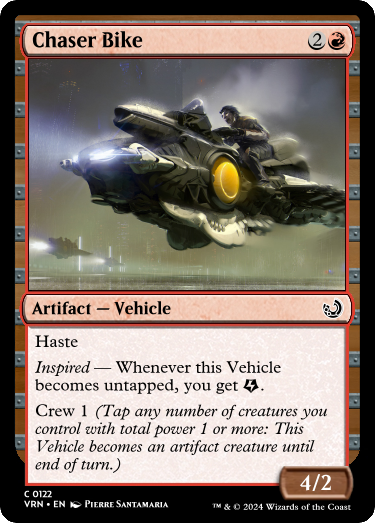 Chaser Bike 2
Artifact — Vehicle
Haste
Inspired — Whenever this Vehicle
becomes untapped, you get .
Crew 1 (Tap any number of creatures you
control with total power 1 or more: This
Vehicle becomes an artifact creature until
end of turn.)
4/2
C 0122
VRN • EN Pierre Santamaria
™ & © 2024 Wizards of the Coast